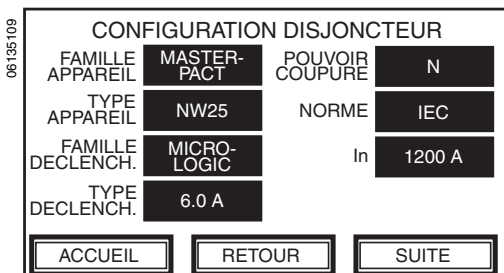 06135109
CONFIGURATION DISJONCTEUR
FAMILLE
APPAREIL
MASTER-
PACT
POUVOIR
COUPURE
N
TYPE
APPAREIL
NW25
NORME
IEC
FAMILLE
DECLENCH.
MICRO-
LOGIC
In
1200 A
TYPE
DECLENCH.
6.0 A
ACCUEIL
RETOUR
SUITE